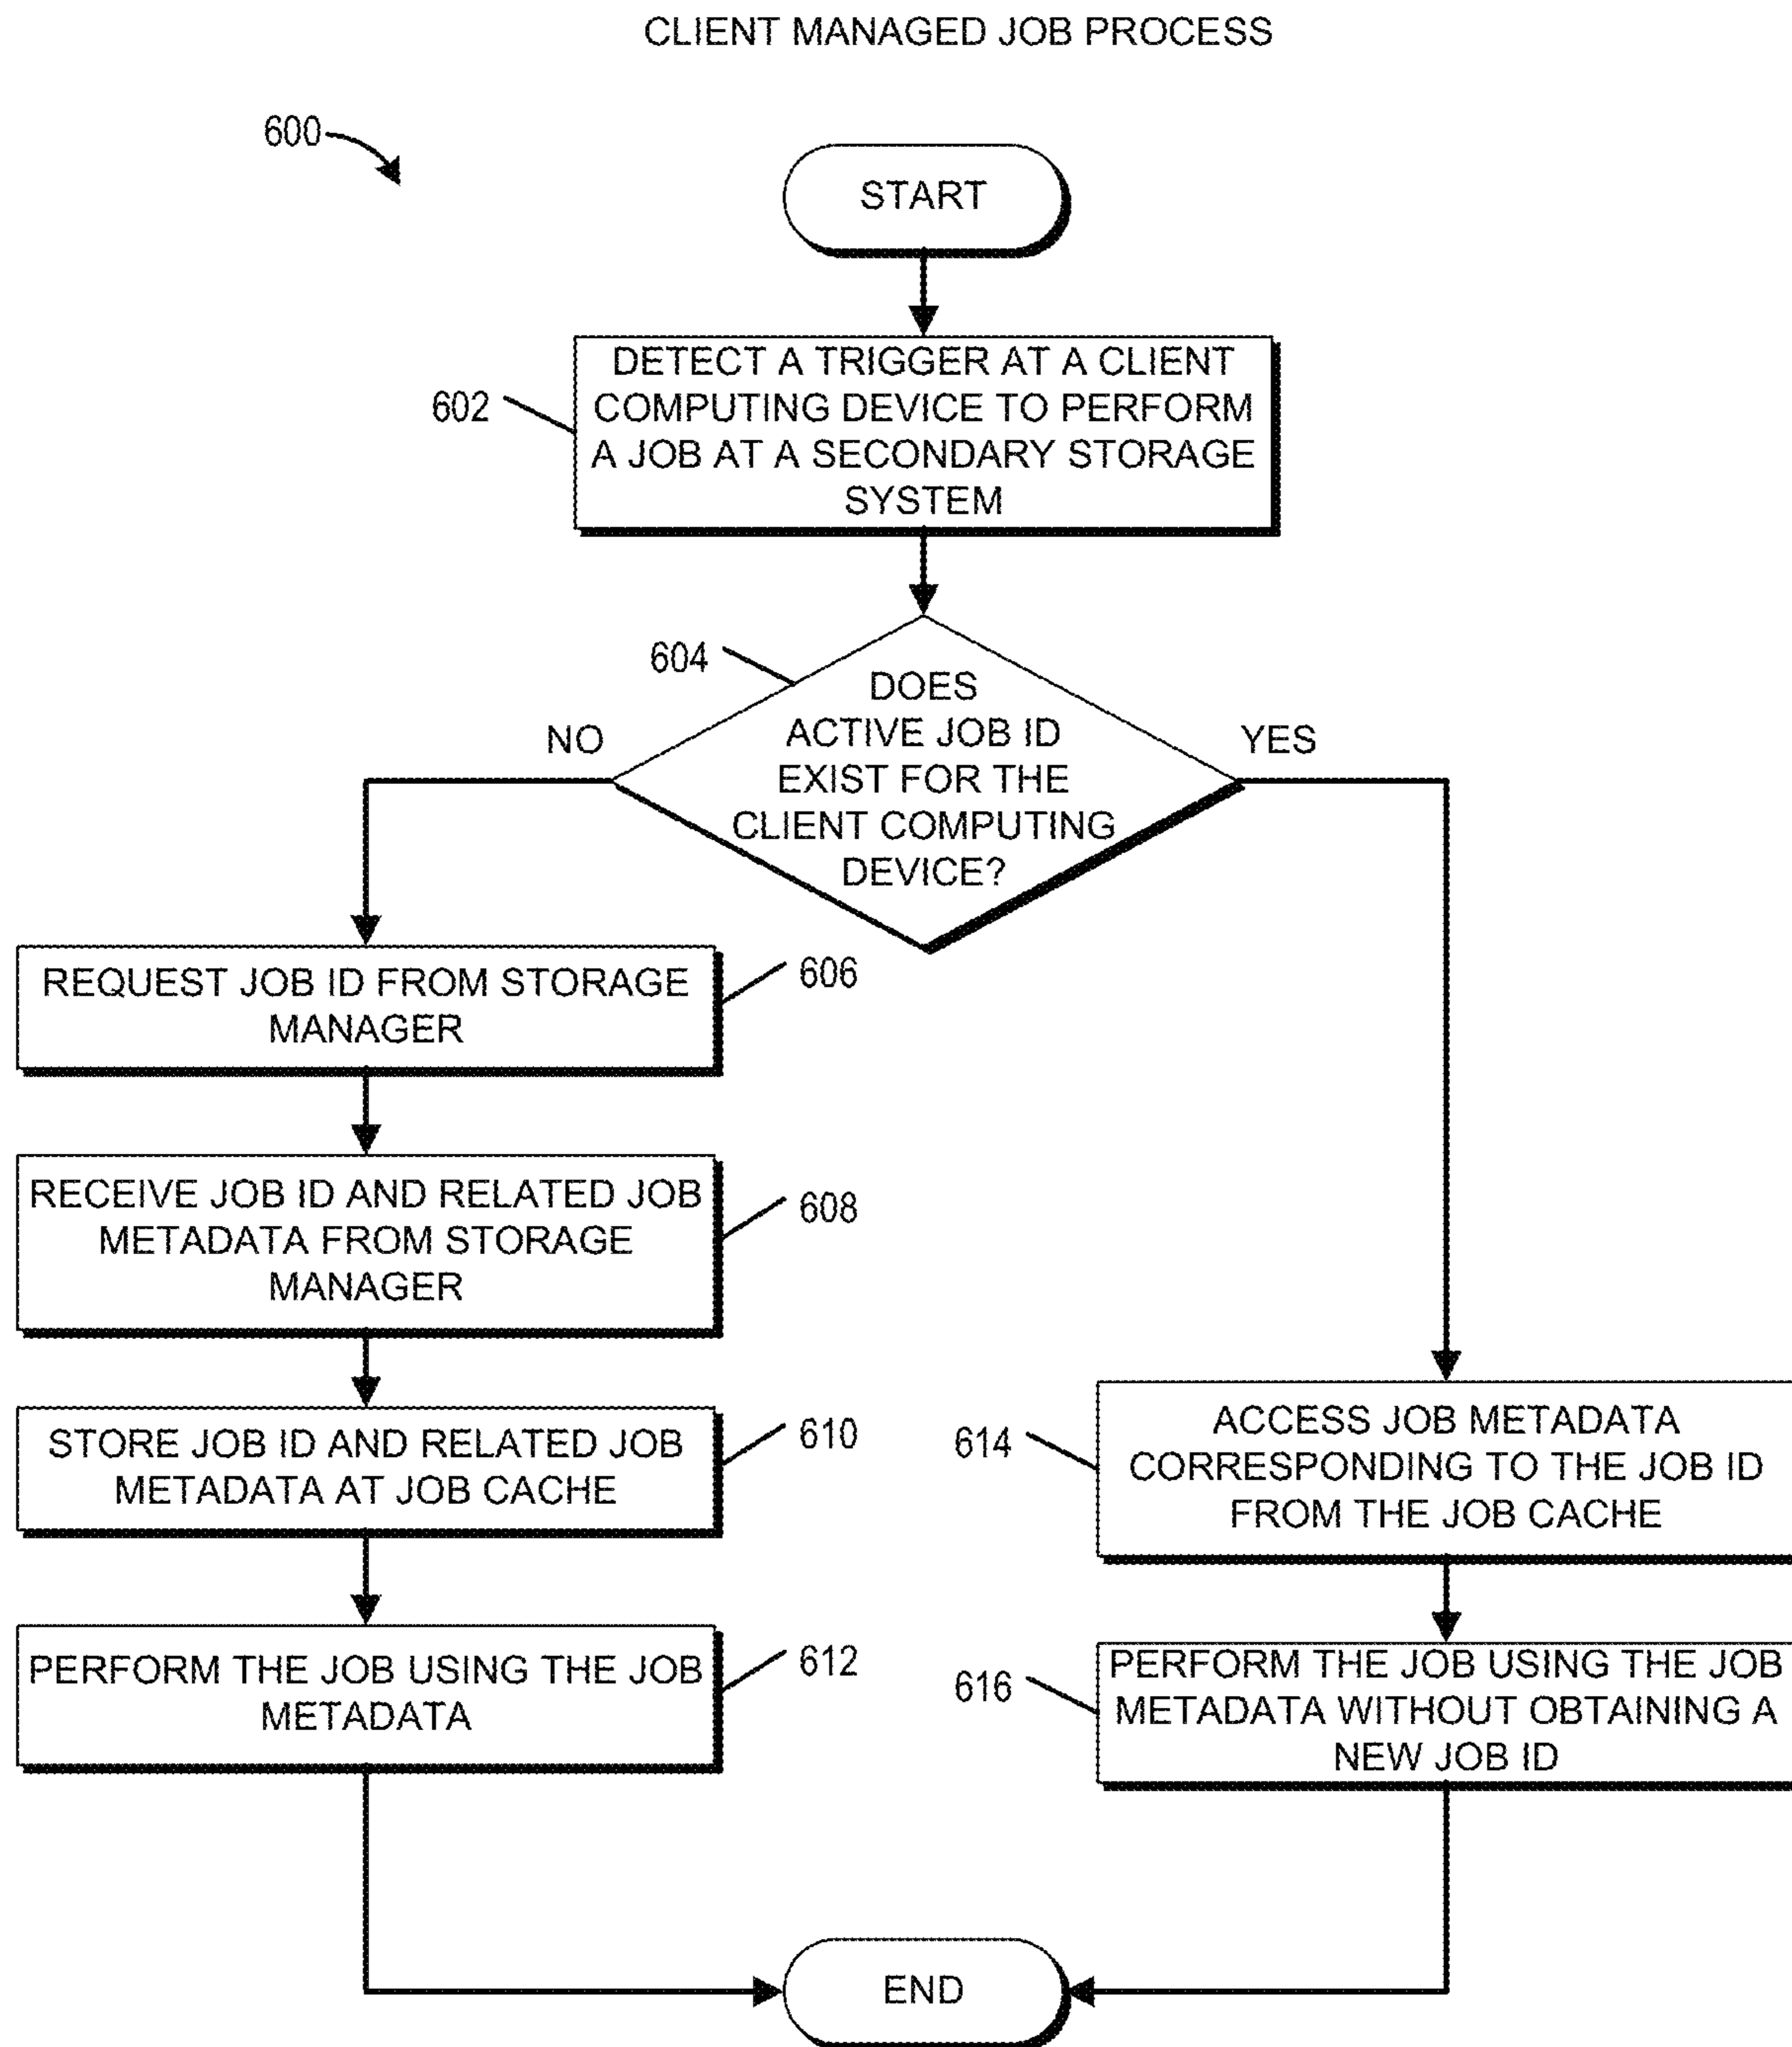 CLIENT MANAGED JOB PROCESS
600
START
602
DETECT A TRIGGER AT A CLIENT
COMPUTING DEVICE TO PERFORM
A JOB AT A SECONDARY STORAGE
SYSTEM
604
DOES
ACTIVE JOB ID
EXIST FOR THE
CLIENT COMPUTING
DEVICE?
NO
YES
REQUEST JOB ID FROM STORAGE
MANAGER
606
RECEIVE JOB ID AND RELATED JOB
METADATA FROM STORAGE
MANAGER
608
STORE JOB ID AND RELATED JOB
METADATA AT JOB CACHE
610
PERFORM THE JOB USING THE JOB
METADATA
612
614
ACCESS JOB METADATA
CORRESPONDING TO THE JOB ID
FROM THE JOB CACHE
616
PERFORM THE JOB USING THE JOB
METADATA WITHOUT OBTAINING A
NEW JOB ID
END